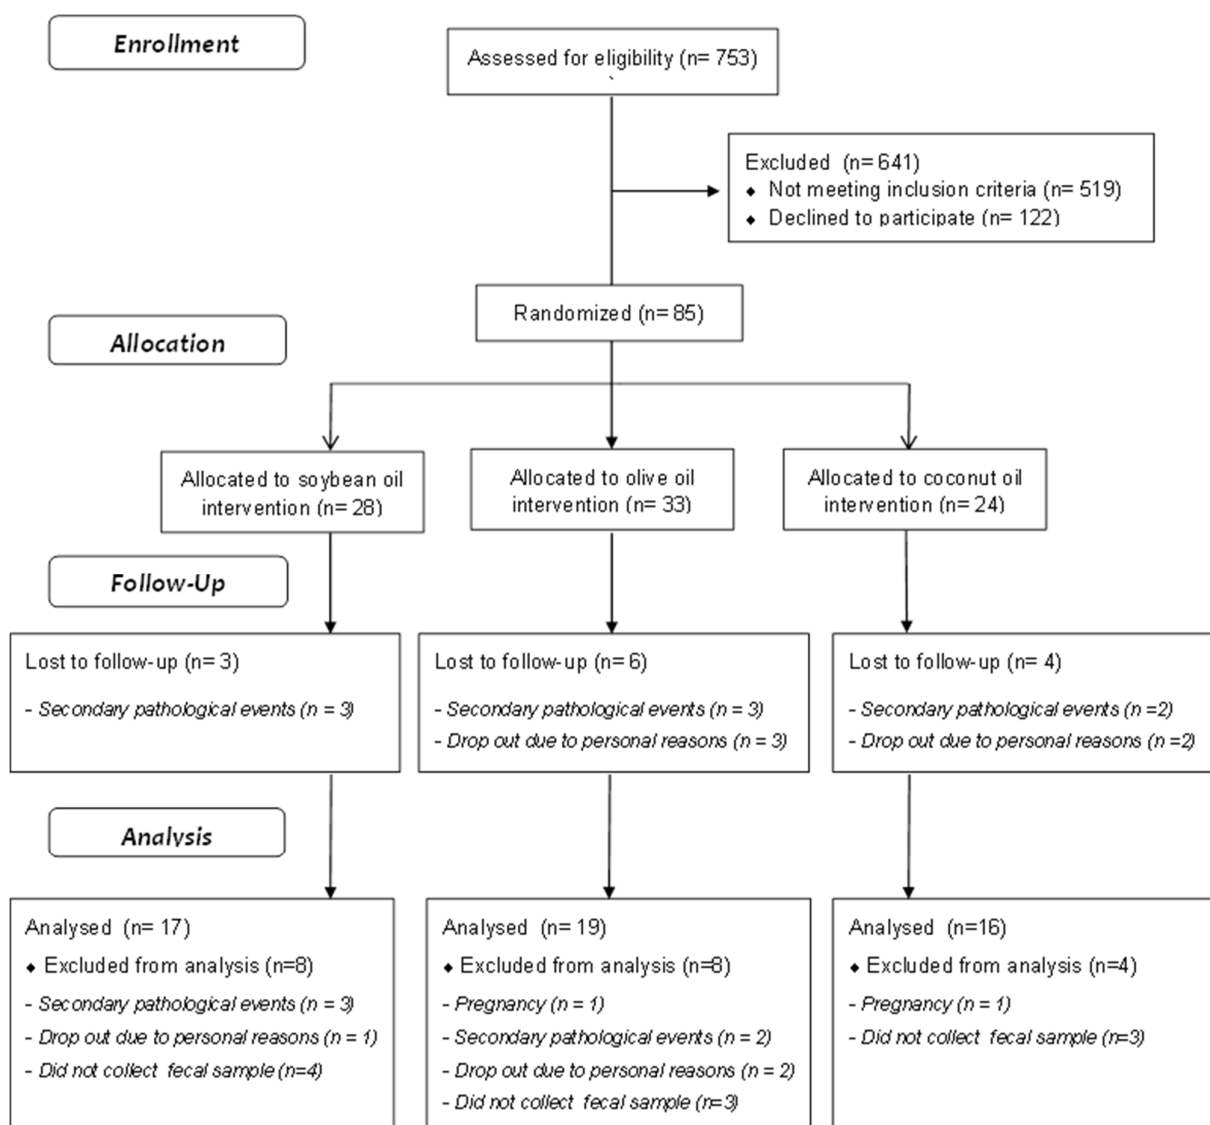 Enrollment
Assessed for eligibility (n= 753)
Excluded (n= 641)
♦ Not meeting inclusion criteria (n= 519)
♦ Declined to participate (n= 122)
Randomized (n= 85)
Allocation
Allocated to soybean oil
intervention (n= 28)
Allocated to olive oil
intervention (n= 33)
Allocated to coconut oil
intervention (n= 24)
Follow-Up
Lost to follow-up (n= 3)
- Secondary pathological events (n = 3)
Lost to follow-up (n= 6)
- Secondary pathological events (n = 3)
- Drop out due to personal reasons (n = 3)
Lost to follow-up (n= 4)
- Secondary pathological events (n =2)
- Drop out due to personal reasons (n =2)
Analysis
Analysed (n= 17)
♦ Excluded from analysis (n=8)
- Secondary pathological events (n = 3)
- Drop out due to personal reasons (n = 1)
- Did not collect fecal sample (n=4)
Analysed (n= 19)
♦ Excluded from analysis (n=8)
- Pregnancy (n = 1)
- Secondary pathological events (n = 2)
- Drop out due to personal reasons (n = 2)
- Did not collect fecal sample (n=3)
Analysed (n=16)
♦ Excluded from analysis (n=4)
- Pregnancy (n = 1)
- Did not collect fecal sample (n=3)